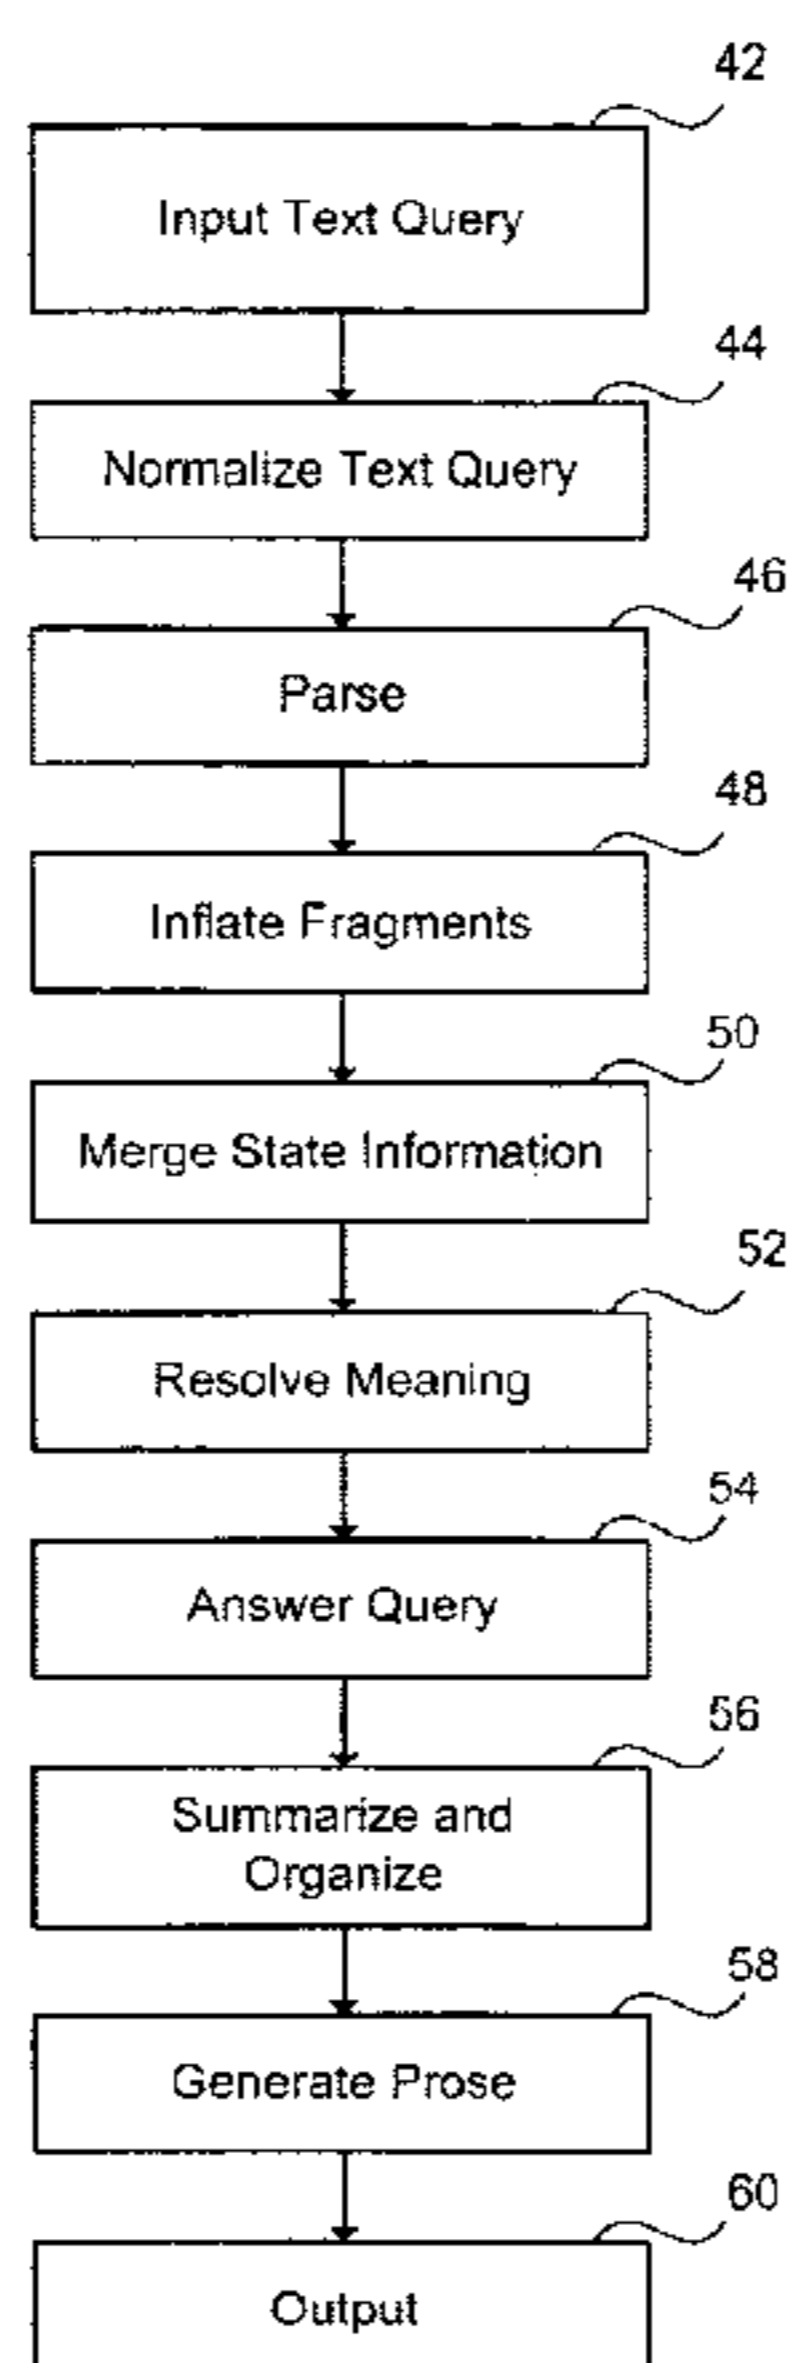 42
Input Text Query
44
Normalize Text Query
46
Parse
48
Inflate Fragments
50
Merge State Information
52
Resolve Meaning
54
Answer Query
56
Summarize and
Organize
58
Generate Prose
60
Output